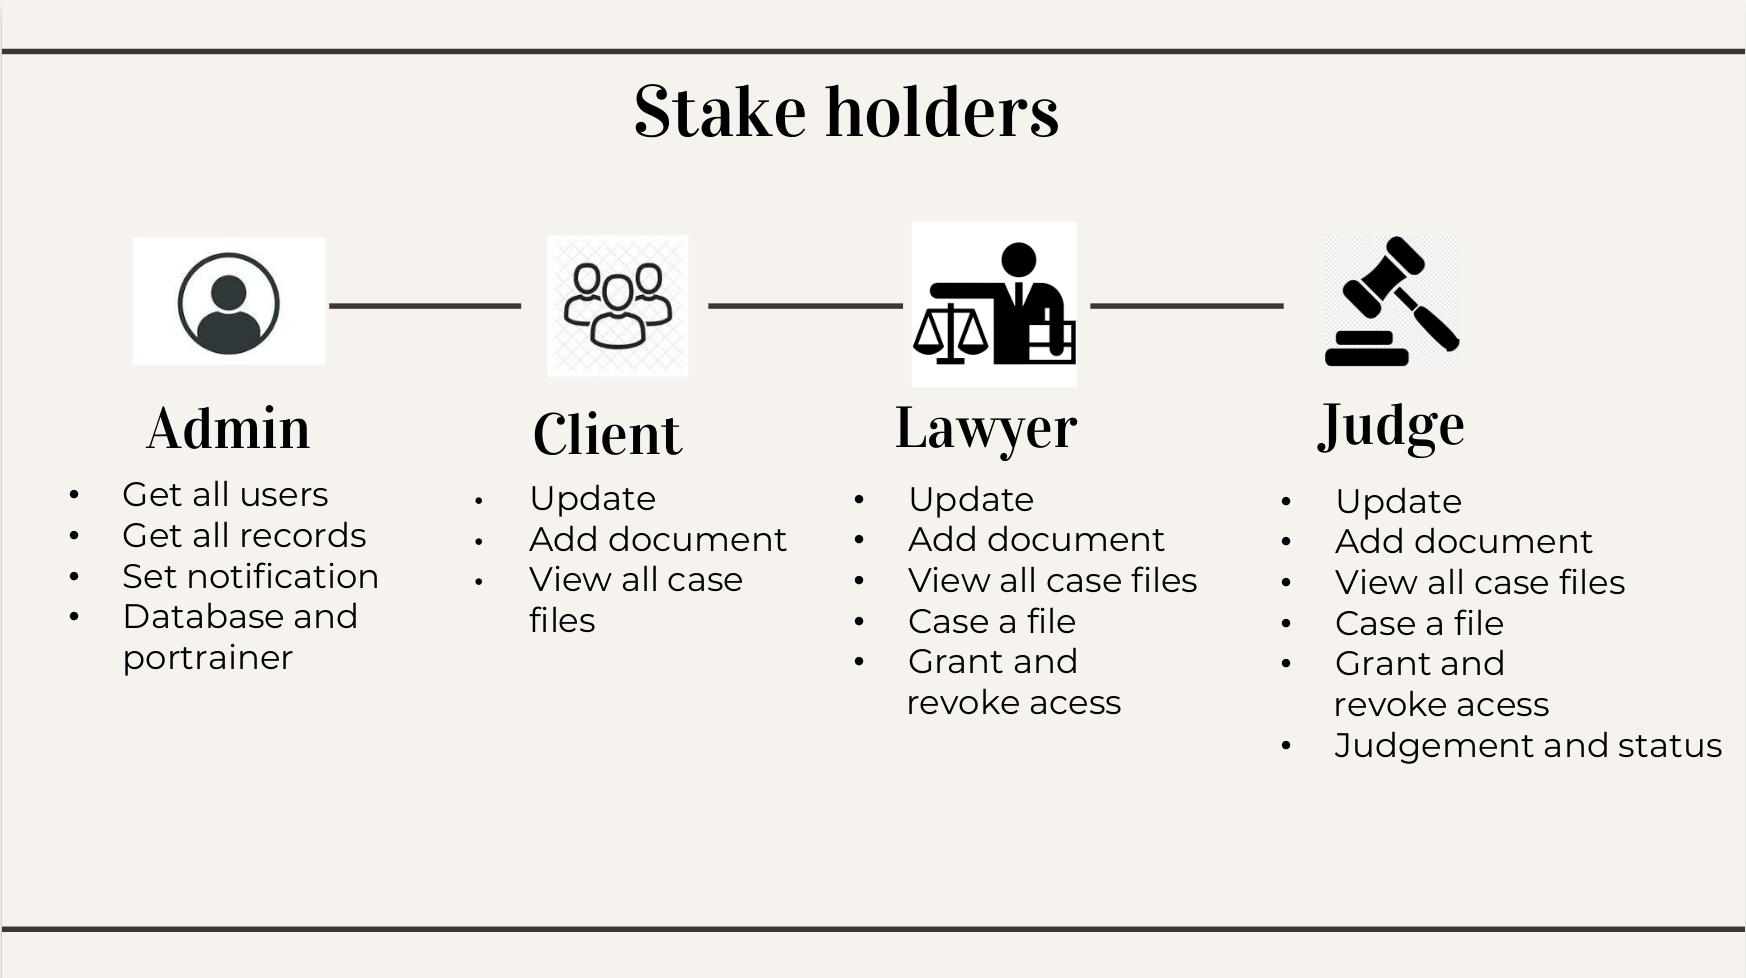 Stake holders
Admin
• Get all users
• Get all records
• Set notification
• Database and
portrainer
Client
• Update
• Add document
• View all case
files
Lawyer
• Update
• Add document
• View all case files
• Case a file
• Grant and
revoke acess
Judge
• Update
• Add document
• View all case files
• Case a file
• Grant and
revoke acess
• Judgement and status